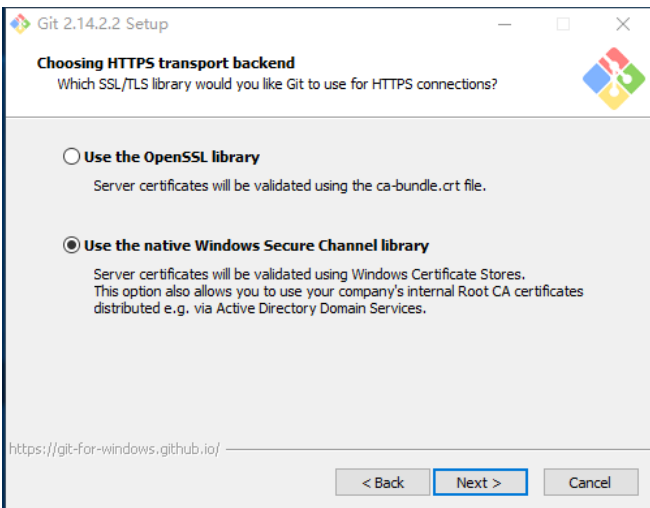 Git 2.14.2.2 Setup
Choosing HTTPS transport backend
Which SSL/TLS library would you like Git to use for HTTPS connections?
Use the OpenSSL library
Server certificates will be validated using the ca-bundle.crt file.
Use the native Windows Secure Channel library
Server certificates will be validated using Windows Certificate Stores.
This option also allows you to use your company's internal Root CA certificates
distributed e.g. via Active Directory Domain Services.
https://git-for-windows.github.io/
< Back
Next >
Cancel